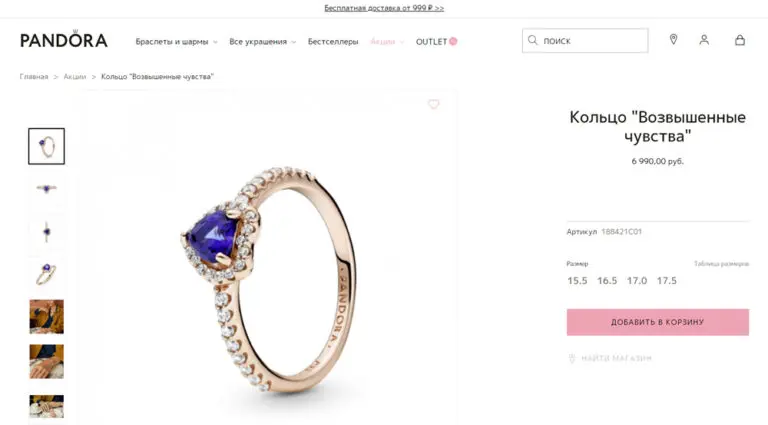 Бесплатная доставка от 999 ₽ >>
PANDORA
Браслеты и шармы
Все украшения
Бестселлеры
Акции
OUTLET
ПОИСК
Главная > Акции > Кольцо "Возвышенные чувства"
Кольцо "Возвышенные
чувства"
6 990,00 руб.
Артикул 188421C01
Размер
Таблица размеров
15.5 16.5 17.0 17.5
ДОБАВИТЬ В КОРЗИНУ
НАЙТИ МАГАЗИН
PANDORA